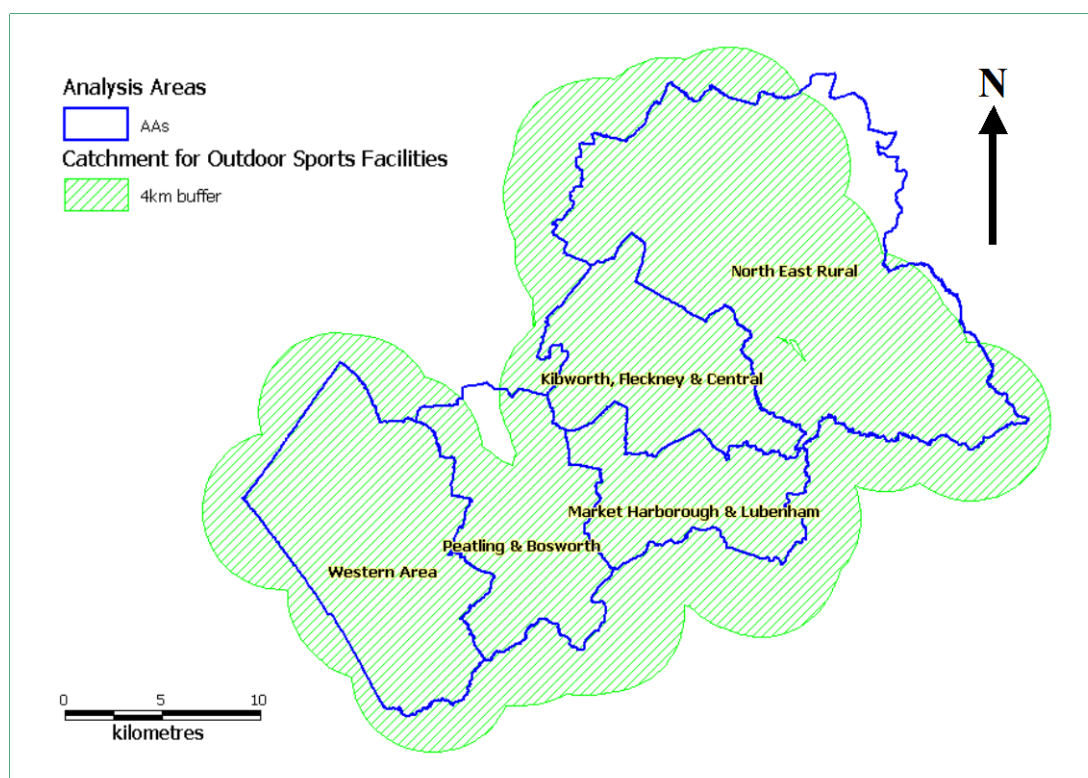 Analysis Areas
AAs
Catchment for Outdoor Sports Facilities
4km buffer
N
North East Rural
Kibworth, Fleckney & Central
Market Harborough & Lubenham
Peatling & Bosworth
Western Area
0 5 10
kilometres